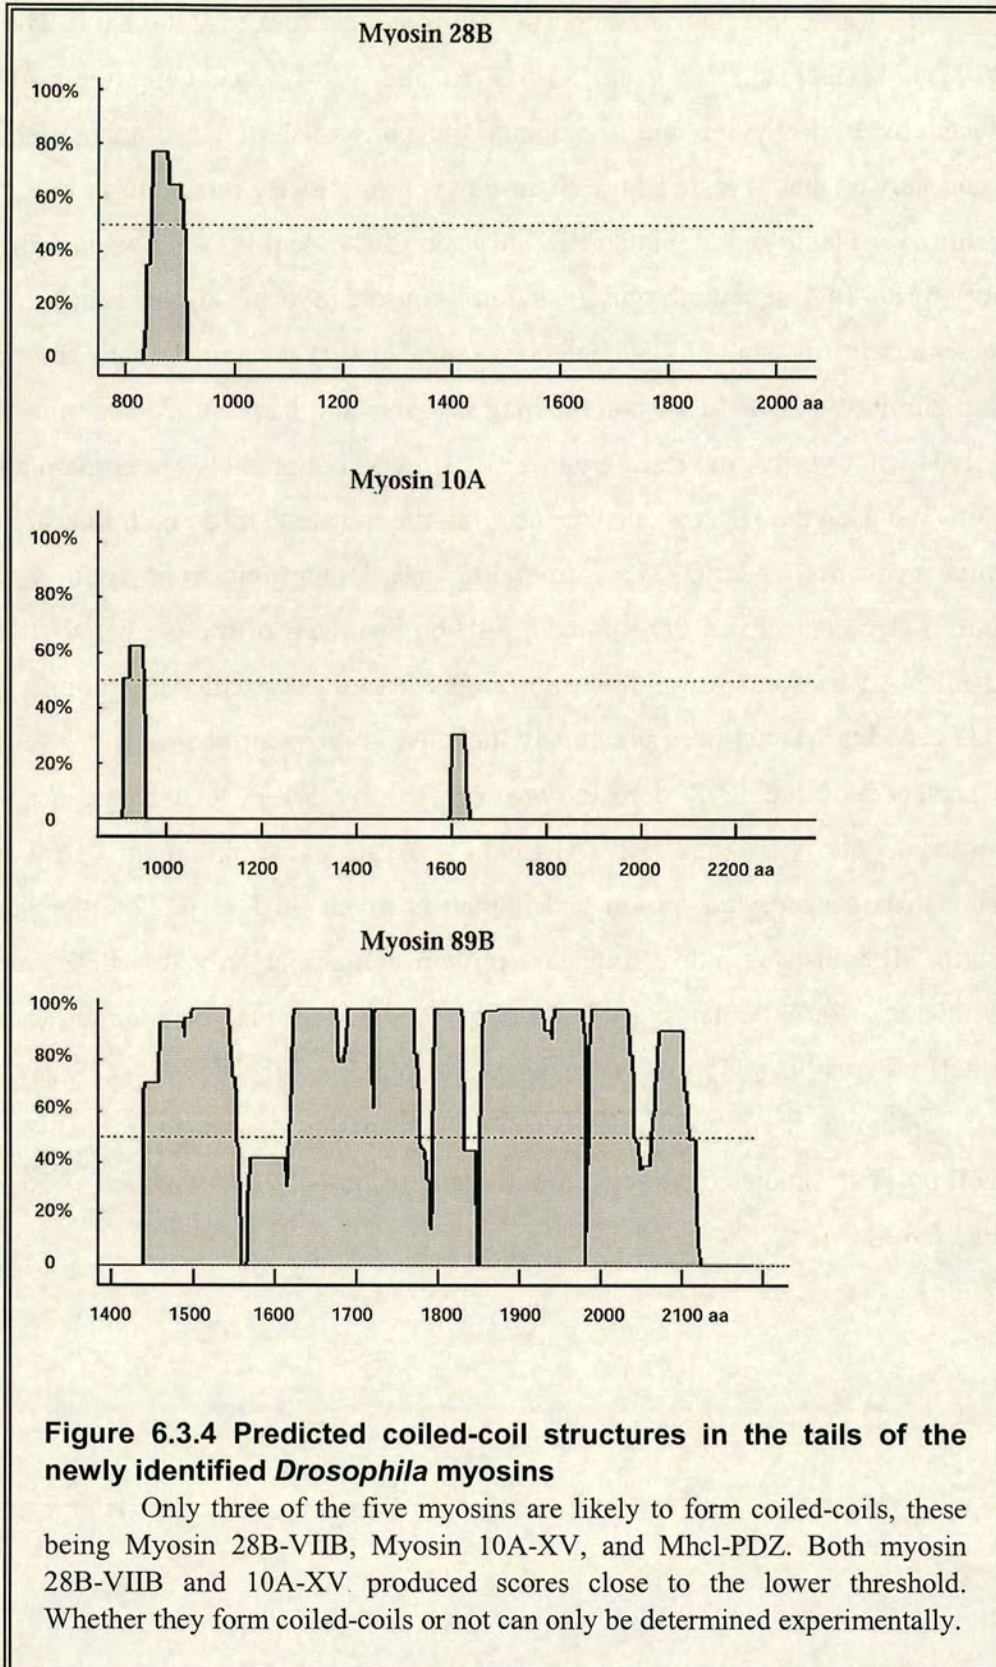 Myosin 28B
100%
80%
60%
40%
20%
0
800 1000 1200 1400 1600 1800 2000 aa
Myosin 10A
100%
80%
60%
40%
20%
0
1000 1200 1400 1600 1800 2000 2200 aa
Myosin 89B
100%
80%
60%
40%
20%
0
1400 1500 1600 1700 1800 1900 2000 2100 aa
Figure 6.3.4 Predicted coiled-coil structures in the tails of the
newly identified Drosophila myosins
Only three of the five myosins are likely to form coiled-coils, these
being Myosin 28B-VIIB, Myosin 10A-XV, and Mhcl-PDZ. Both myosin
28B-VIIB and 10A-XV produced scores close to the lower threshold.
Whether they form coiled-coils or not can only be determined experimentally.